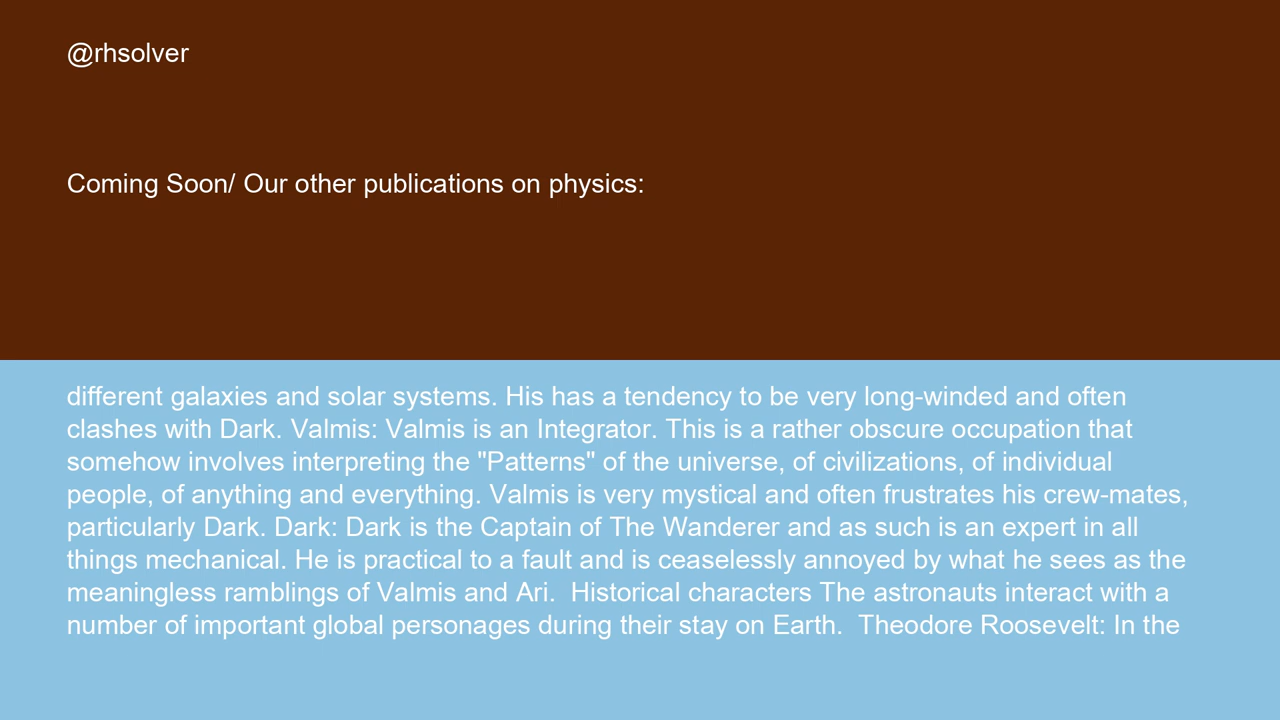 @rhsolver
Coming Soon/ Our other publications on physics:
different galaxies and solar systems. His has a tendency to be very long-winded and often
clashes with Dark. Valmis: Valmis is an Integrator. This is a rather obscure occupation that
somehow involves interpreting the "Patterns" of the universe, of civilizations, of individual
people, of anything and everything. Valmis is very mystical and often frustrates his crew-mates,
particularly Dark. Dark: Dark is the Captain of The Wanderer and as such is an expert in all
things mechanical. He is practical to a fault and is ceaselessly annoyed by what he sees as the
meaningless ramblings of Valmis and Ari.  Historical characters The astronauts interact with a
number of important global personages during their stay on Earth.  Theodore Roosevelt: In the